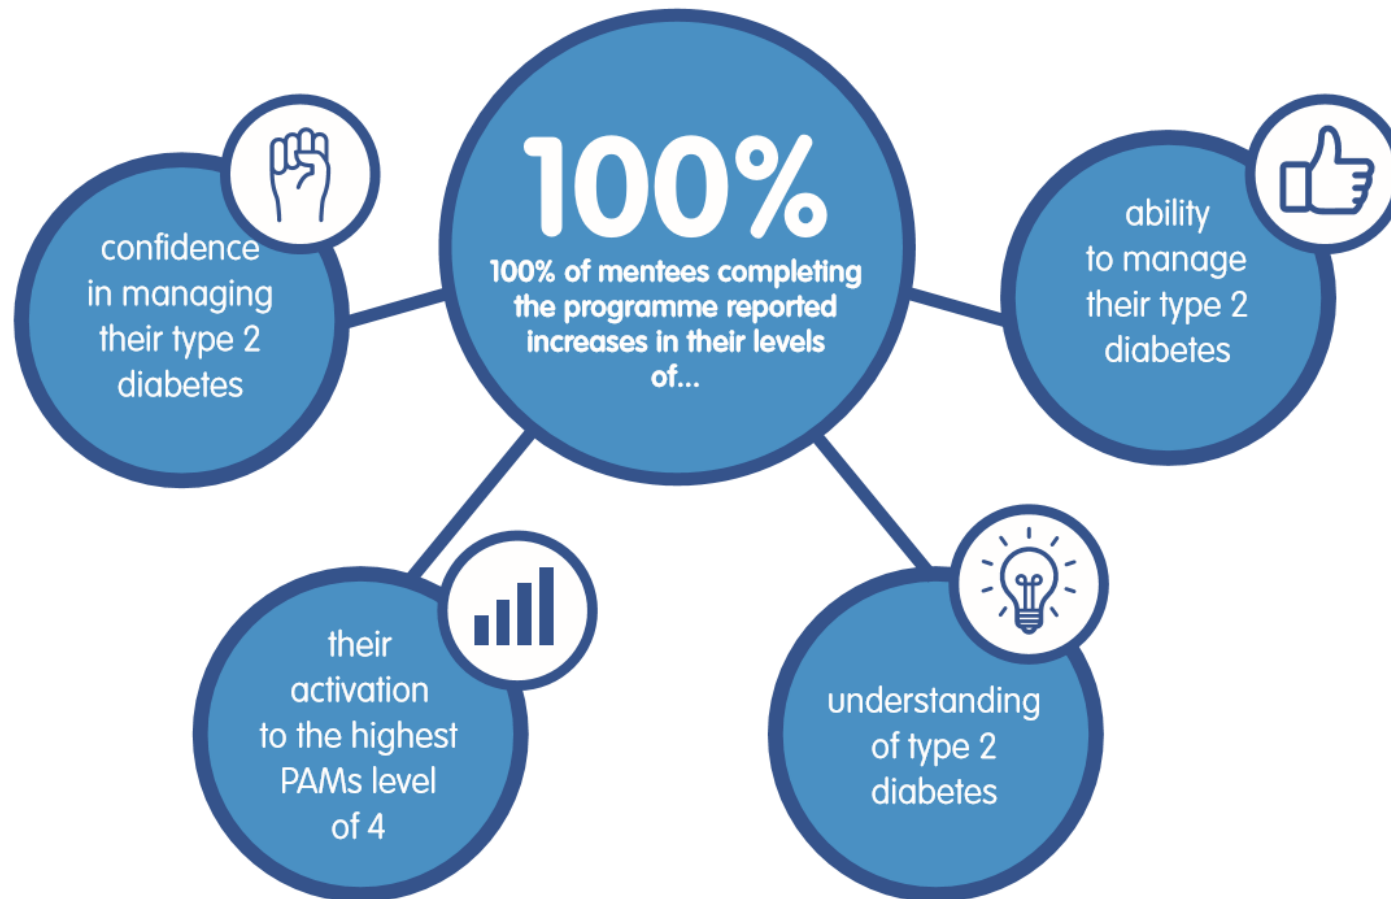 100%
100% of mentees completing
the programme reported
increases in their levels
of...
confidence
in managing
their type 2
diabetes
ability
to manage
their type 2
diabetes
their
activation
to the highest
PAMs level
of 4
understanding
of type 2
diabetes